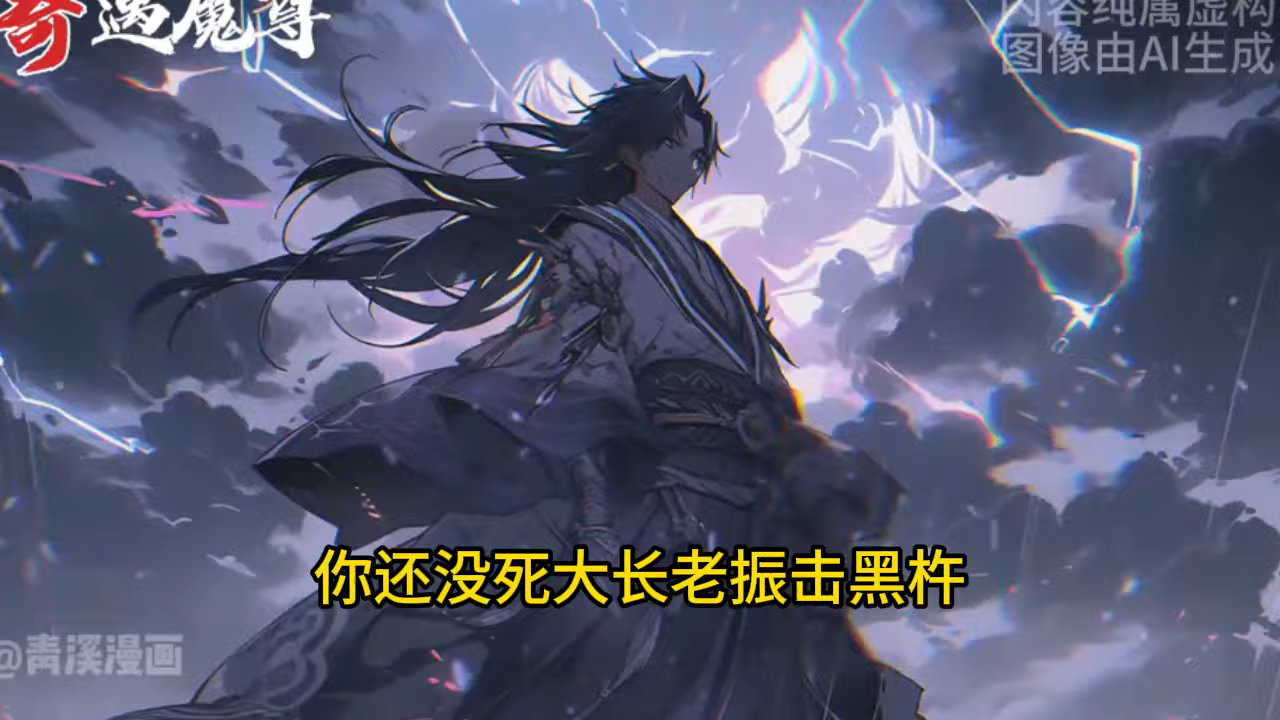 奇遇魔尊
内容纯属虚构
图像由AI生成
你还没死大长老振击黑杵
@青溪漫画